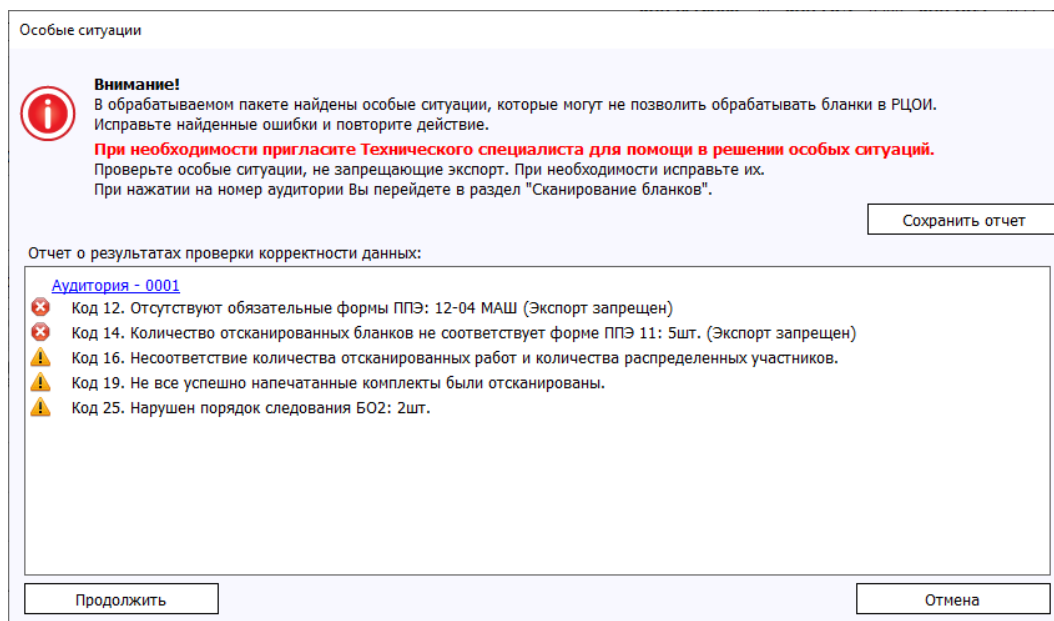 Особые ситуации
Внимание!
В обрабатываемом пакете найдены особые ситуации, которые могут не позволить обрабатывать бланки в РЦОИ.
Исправьте найденные ошибки и повторите действие.
При необходимости пригласите Технического специалиста для помощи в решении особых ситуаций.
Проверьте особые ситуации, не запрещающие экспорт. При необходимости исправьте их.
При нажатии на номер аудитории Вы перейдете в раздел "Сканирование бланков".
Сохранить отчет
Отчет о результатах проверки корректности данных:
Аудитория - 0001
Код 12. Отсутствуют обязательные формы ППЭ: 12-04 МАШ (Экспорт запрещен)
Код 14. Количество отсканированных бланков не соответствует форме ППЭ 11: 5шт. (Экспорт запрещен)
Код 16. Несоответствие количества отсканированных работ и количества распределенных участников.
Код 19. Не все успешно напечатанные комплекты были отсканированы.
Код 25. Нарушен порядок следования БО2: 2шт.
Продолжить
Отмена